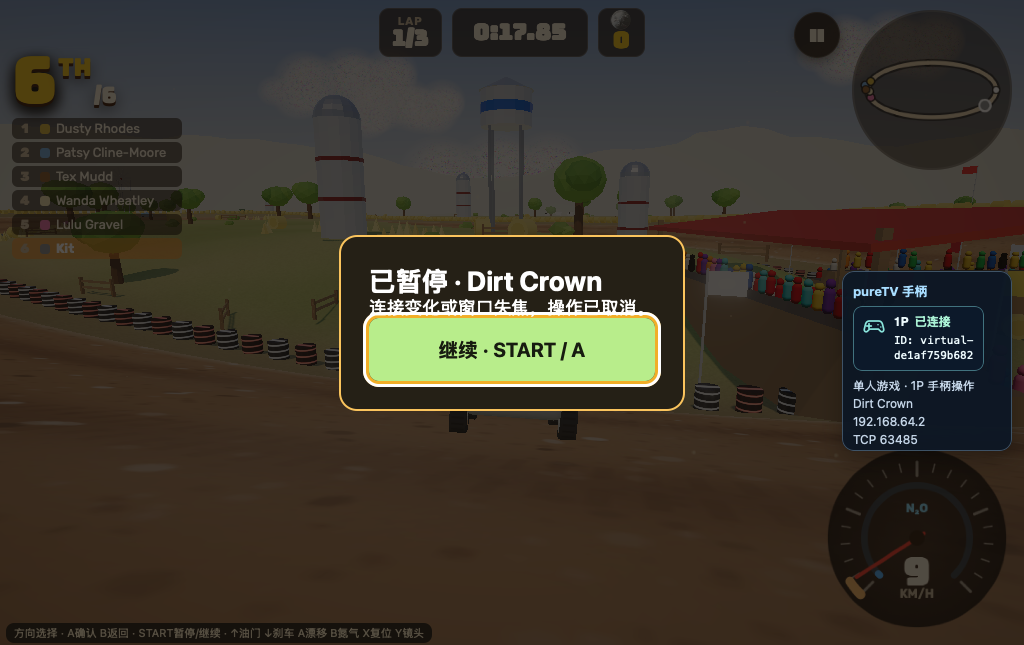 LAP
1/3
0:17.85
0
6TH/6
1 Dusty Rhodes
2 Patsy Cline-Moore
3 Tex Mudd
4 Wanda Wheatley
5 Lulu Gravel
6 Kit
已暂停 · Dirt Crown
连接变化或窗口失焦，操作已取消。
继续 · START / A
pureTV 手柄
1P 已连接
ID: virtual-
de1af759b682
单人游戏 · 1P 手柄操作
Dirt Crown
192.168.64.2
TCP 63485
N₂O
9
KM/H
方向选择 · A确认 B返回 · START暂停/继续 · ↑油门 ↓刹车 A漂移 B氮气 X复位 Y镜头